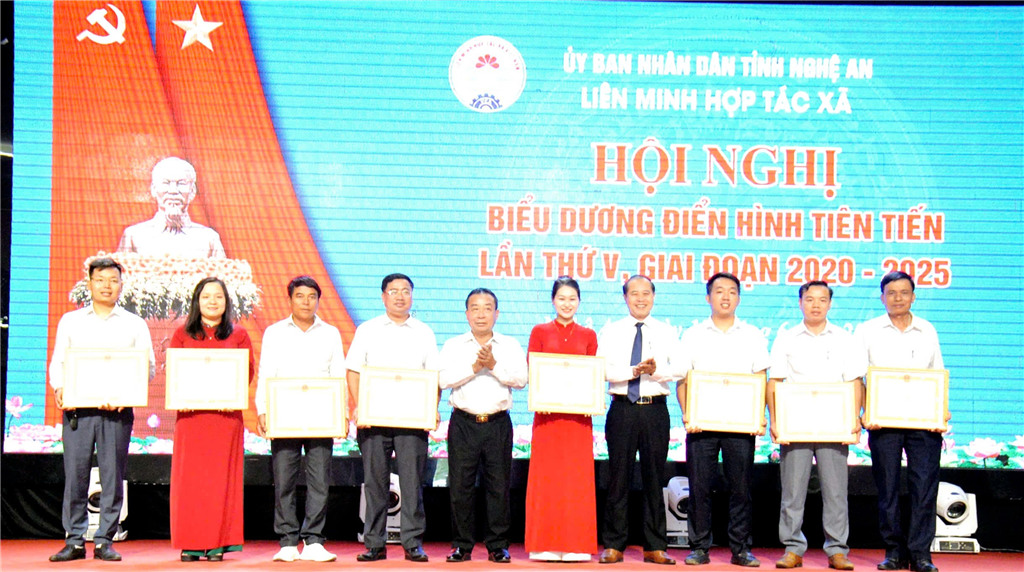 ỦY BAN NHÂN DÂN TỈNH NGHỆ AN
LIÊN MINH HỢP TÁC XÃ
HỘI NGHỊ
BIỂU DƯƠNG ĐIỂN HÌNH TIÊN TIẾN
LẦN THỨ V, GIAI ĐOẠN 2020 - 2025